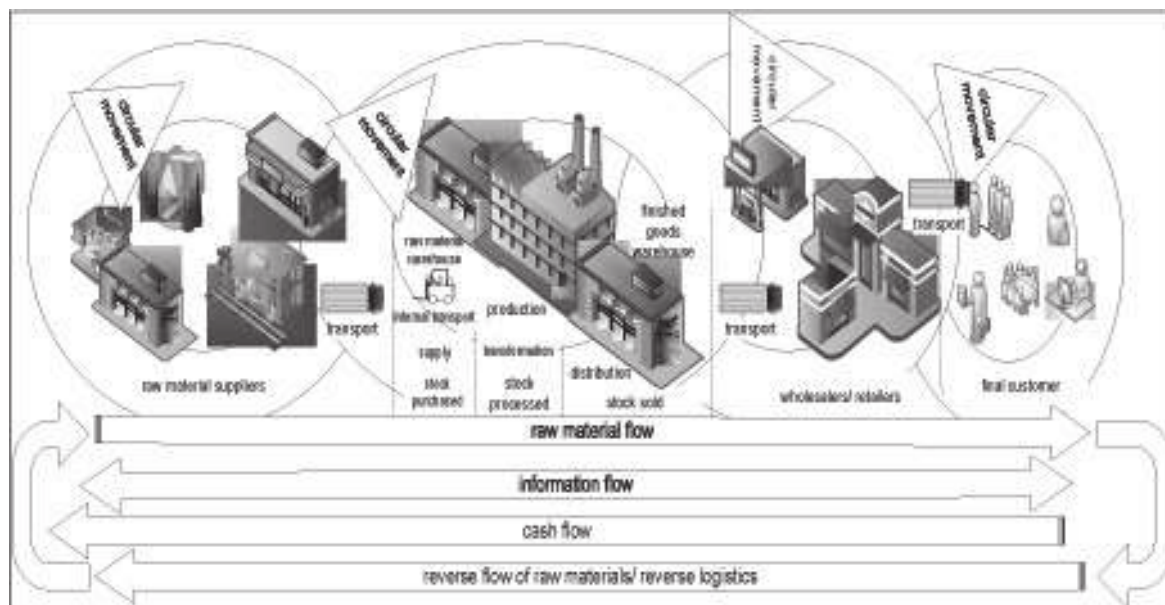 circular
movement
circular
movement
circular
movement
circular
movement
raw material
warehouse
internal transport
finished
goods
warehouse
transport
production
transport
transport
supply
transformation
distribution
stock
purchased
stock
processed
stock sold
raw material suppliers
wholesalers/ retailers
final customer
raw material flow
information flow
cash flow
reverse flow of raw materials/ reverse logistics